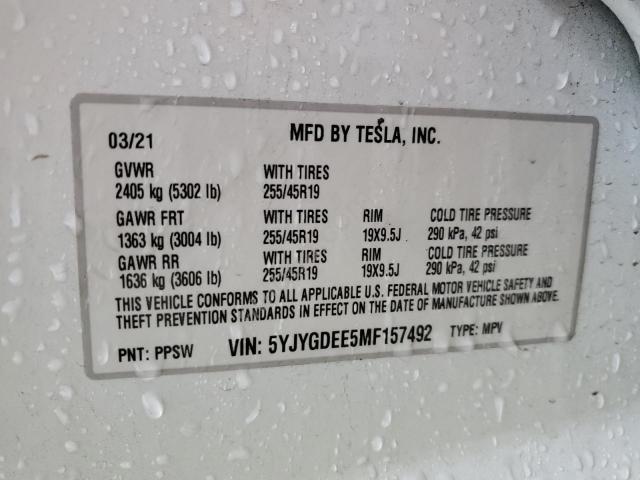 03/21 MFD BY TESLA, INC.
GVWR WITH TIRES
2405 kg (5302 lb) 255/45R19
GAWR FRT WITH TIRES RIM COLD TIRE PRESSURE
1363 kg (3004 lb) 255/45R19 19X9.5J 290 kPa, 42 psi
GAWR RR WITH TIRES RIM COLD TIRE PRESSURE
1636 kg (3606 lb) 255/45R19 19X9.5J 290 kPa, 42 psi
THIS VEHICLE CONFORMS TO ALL APPLICABLE U.S. FEDERAL MOTOR VEHICLE SAFETY AND
THEFT PREVENTION STANDARDS IN EFFECT ON THE DATE OF MANUFACTURE SHOWN ABOVE.
PNT: PPSW VIN: 5YJYGDEE5MF157492 TYPE: MPV